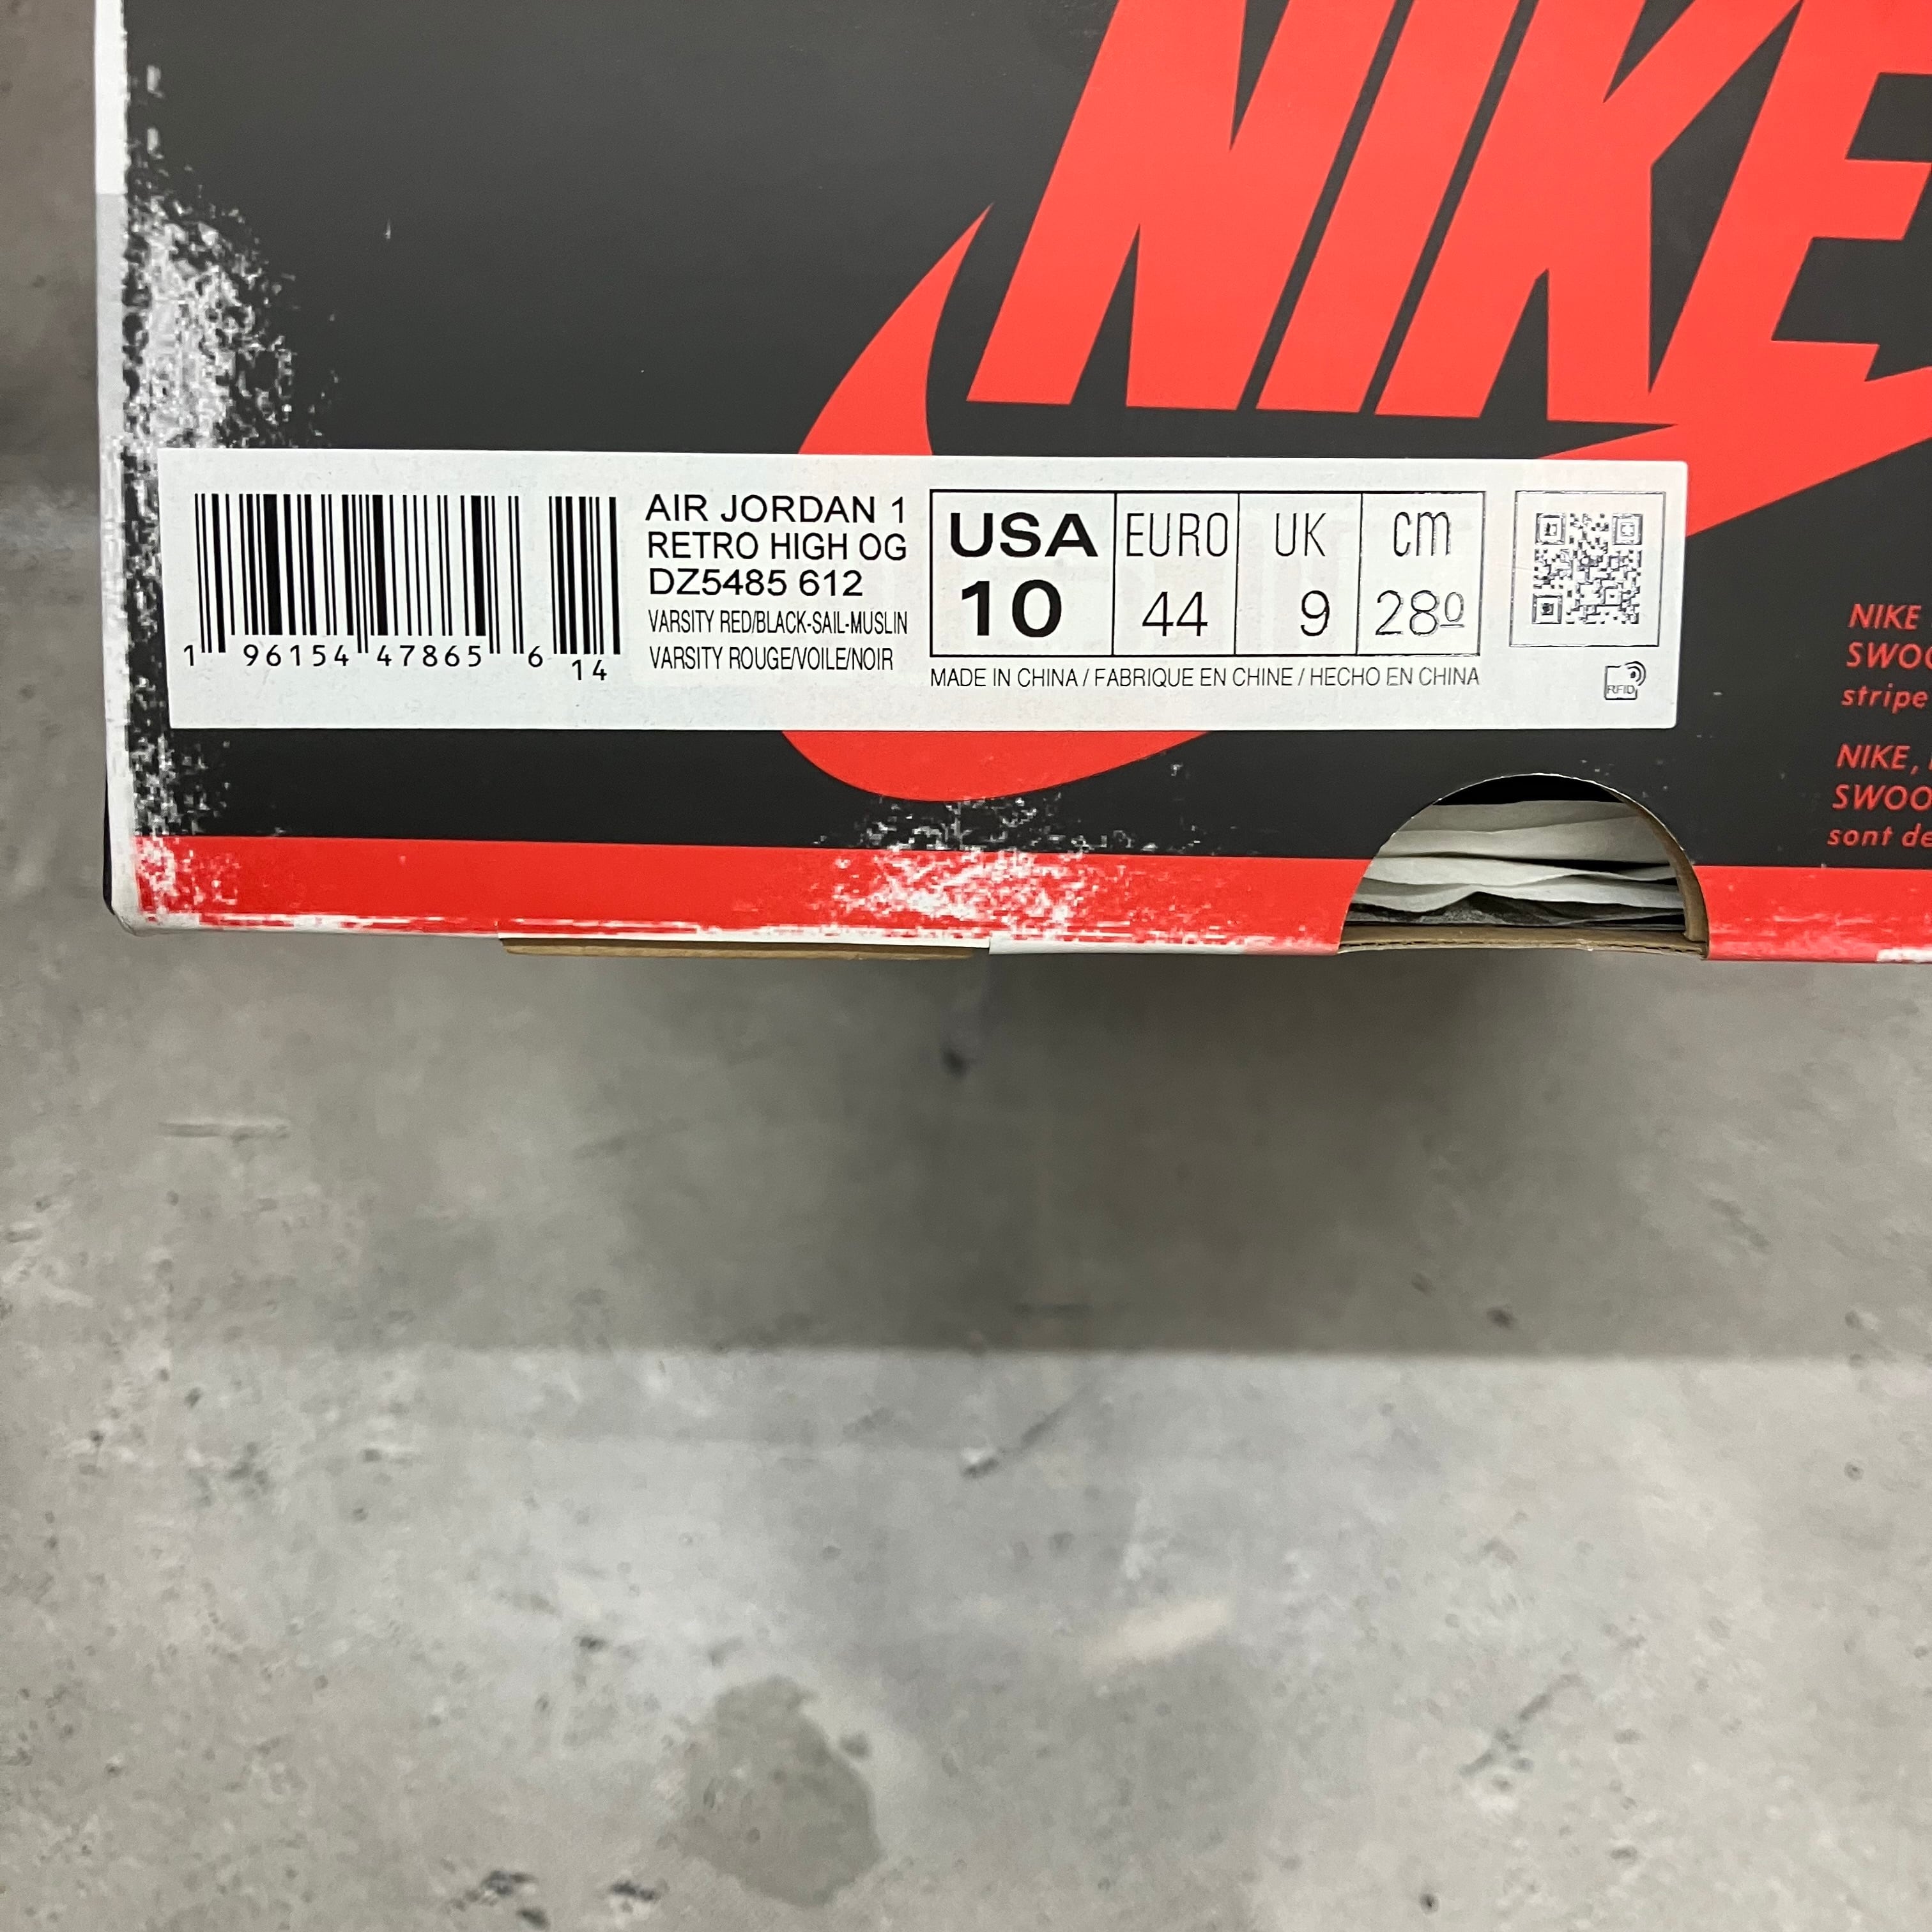 NIKE
1 96154 47865 6 14
AIR JORDAN 1
RETRO HIGH OG
DZ5485 612
VARSITY RED/BLACK-SAIL-MUSLIN
VARSITY ROUGE/VOILE/NOIR
USA EURO UK cm
10 44 9 280
MADE IN CHINA / FABRIQUE EN CHINE / HECHO EN CHINA
RFID
NIKE
SWOO
stripe
NIKE,
SWOO
sont de